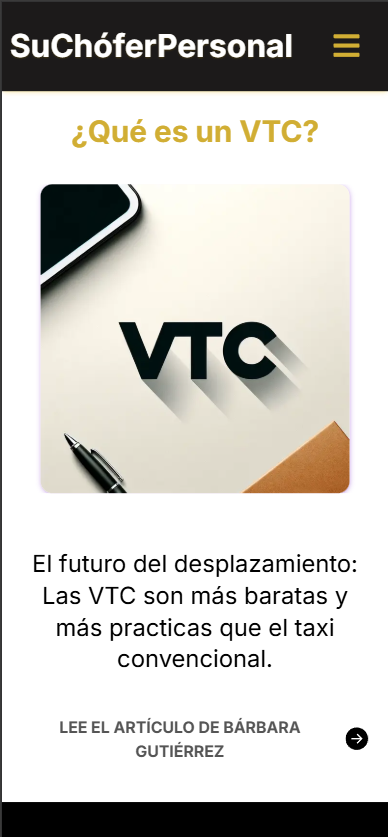 SuChóferPersonal
¿Qué es un VTC?
VTC
El futuro del desplazamiento:
Las VTC son más baratas y
más practicas que el taxi
convencional.
LEE EL ARTÍCULO DE BÁRBARA
GUTIÉRREZ